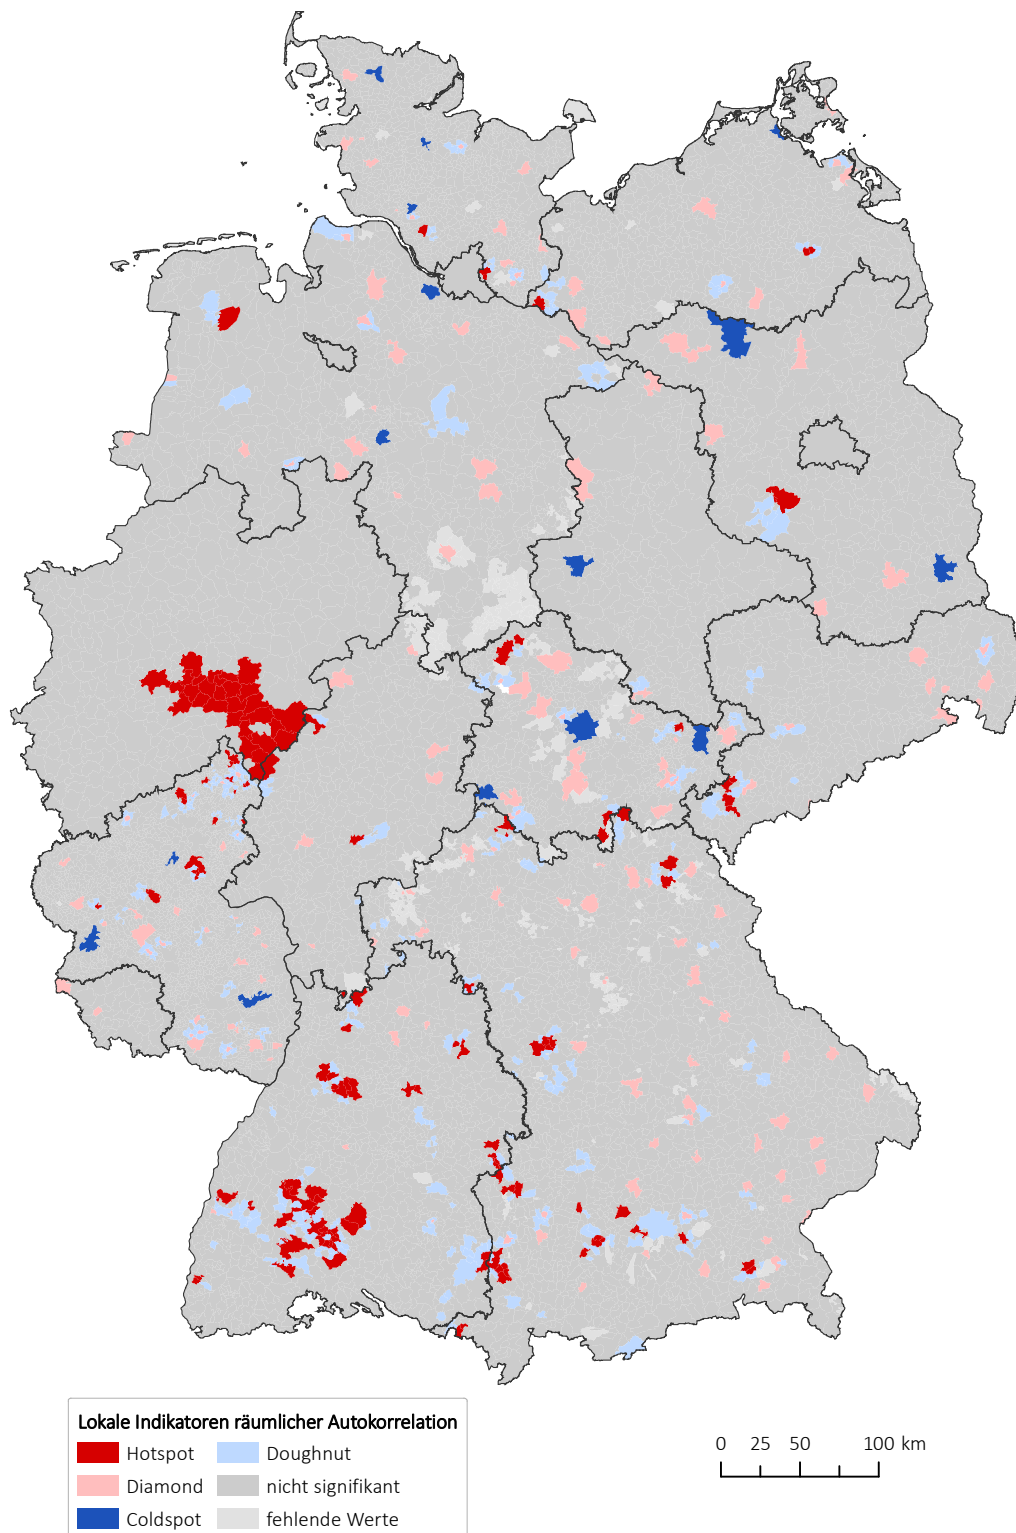 Lokale Indikatoren räumlicher Autokorrelation
Hotspot Doughnut
Diamond nicht signifikant
Coldspot fehlende Werte
0 25 50 100 km